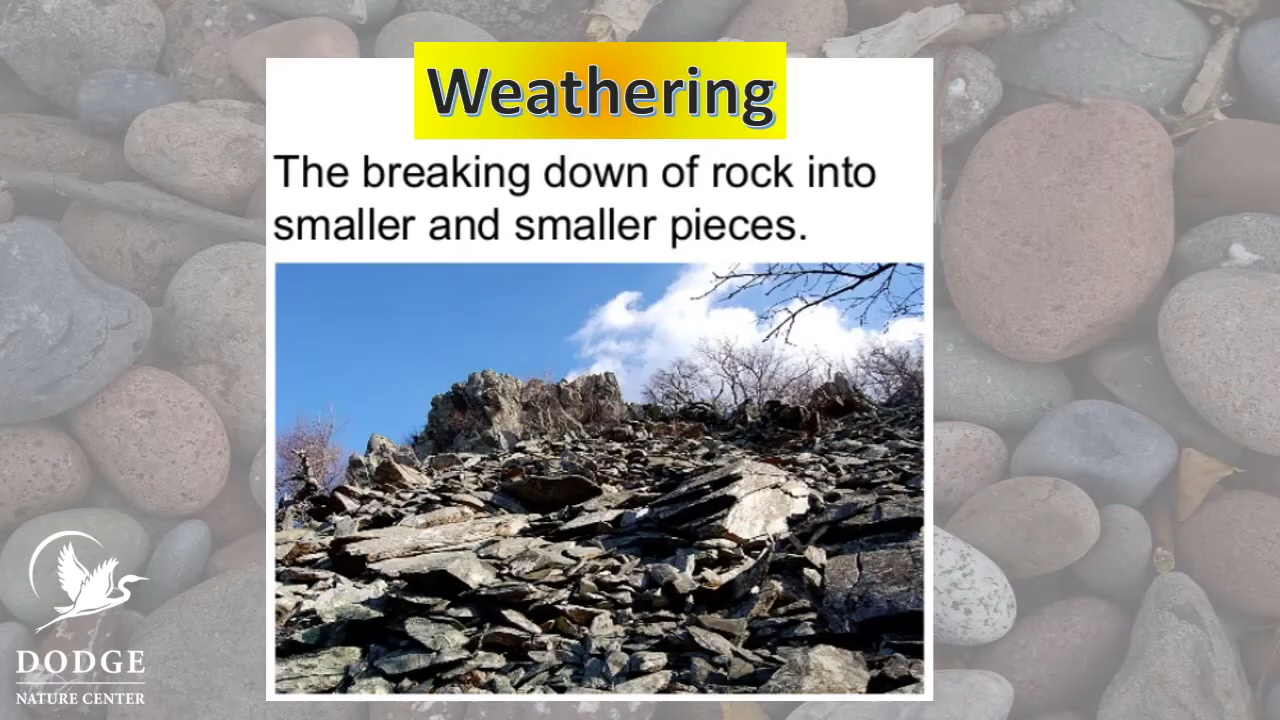 Weathering
The breaking down of rock into
smaller and smaller pieces.
DODGE
NATURE CENTER